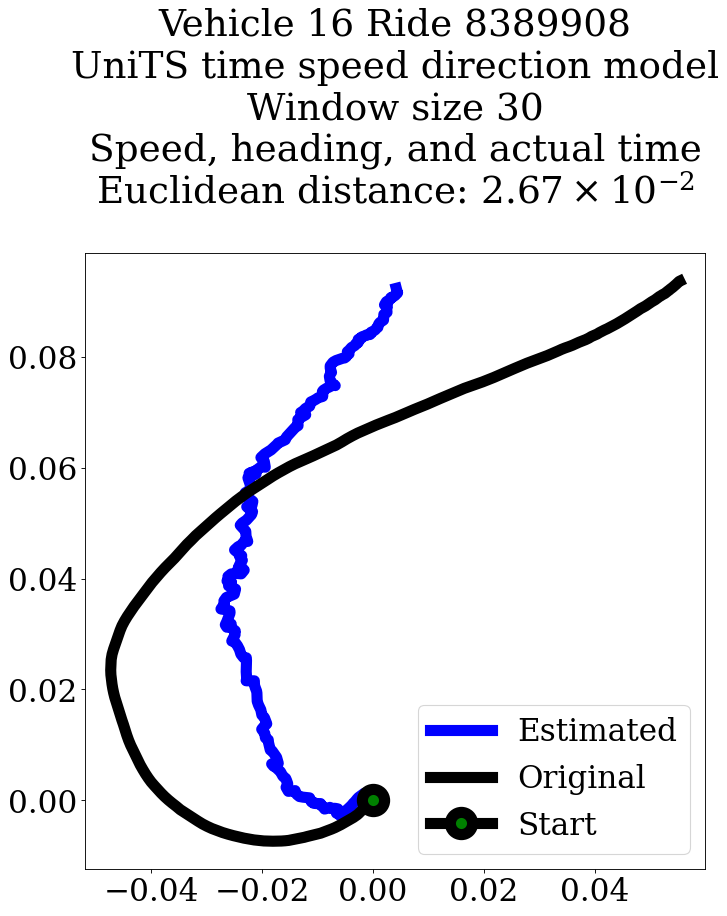 Vehicle 16 Ride 8389908
UniTS time speed direction model
Window size 30
Speed, heading, and actual time
Euclidean distance: 2.67 × 10⁻²
0.08
0.06
0.04
0.02
0.00
Estimated
Original
Start
−0.04 −0.02 0.00 0.02 0.04